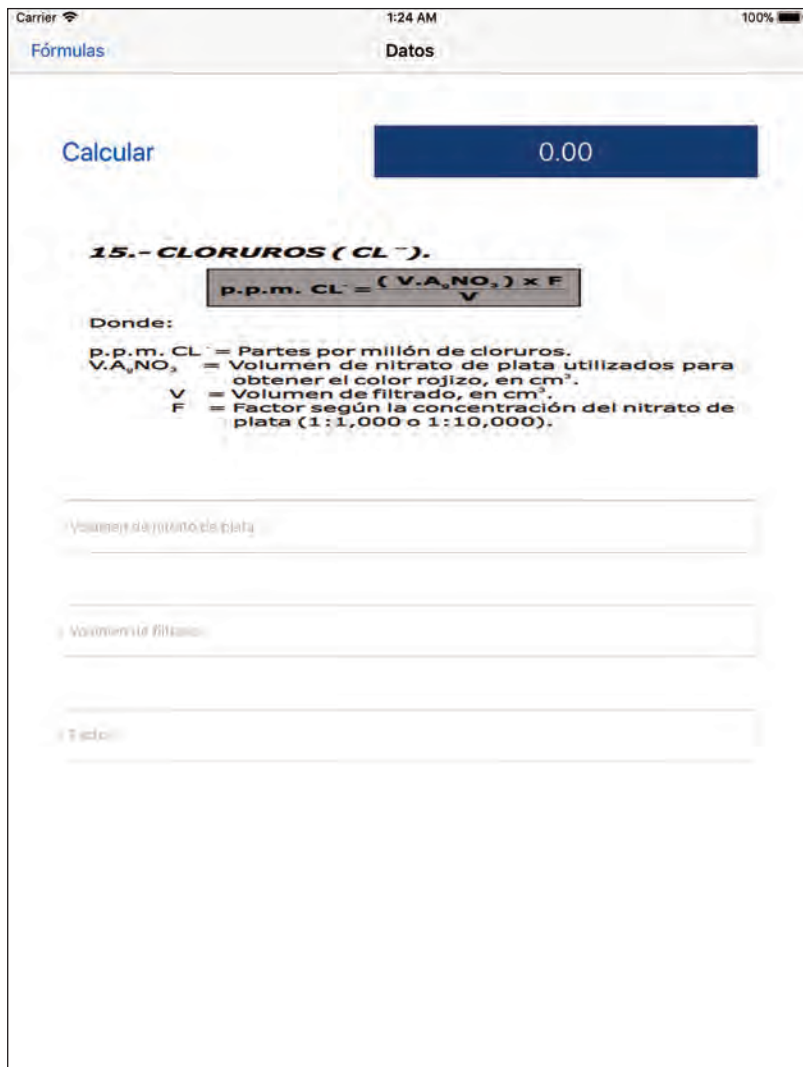 Carrier 1:24 AM 100%
Fórmulas Datos
Calcular 0.00
15.- CLORUROS ( CL ⁻ ).
p.p.m. CL⁻ = ( V.AgNO₃ ) x F
V
Donde:
p.p.m. CL⁻ = Partes por millón de cloruros.
V.AgNO₃ = Volumen de nitrato de plata utilizados para
obtener el color rojizo, en cm³.
V = Volumen de filtrado, en cm³.
F = Factor según la concentración del nitrato de
plata (1:1,000 o 1:10,000).
Volumen de nitrato de plata
Volumen de filtrado
Factor